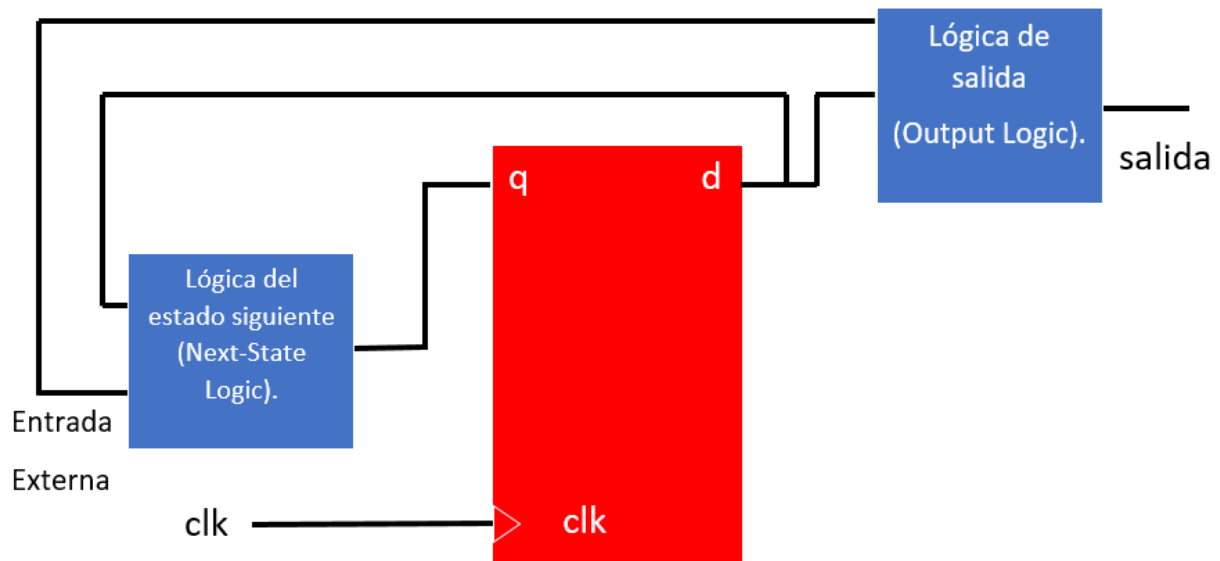 Lógica de
salida
(Output Logic).
salida
q
d
Lógica del
estado siguiente
(Next-State
Logic).
Entrada
Externa
clk
clk